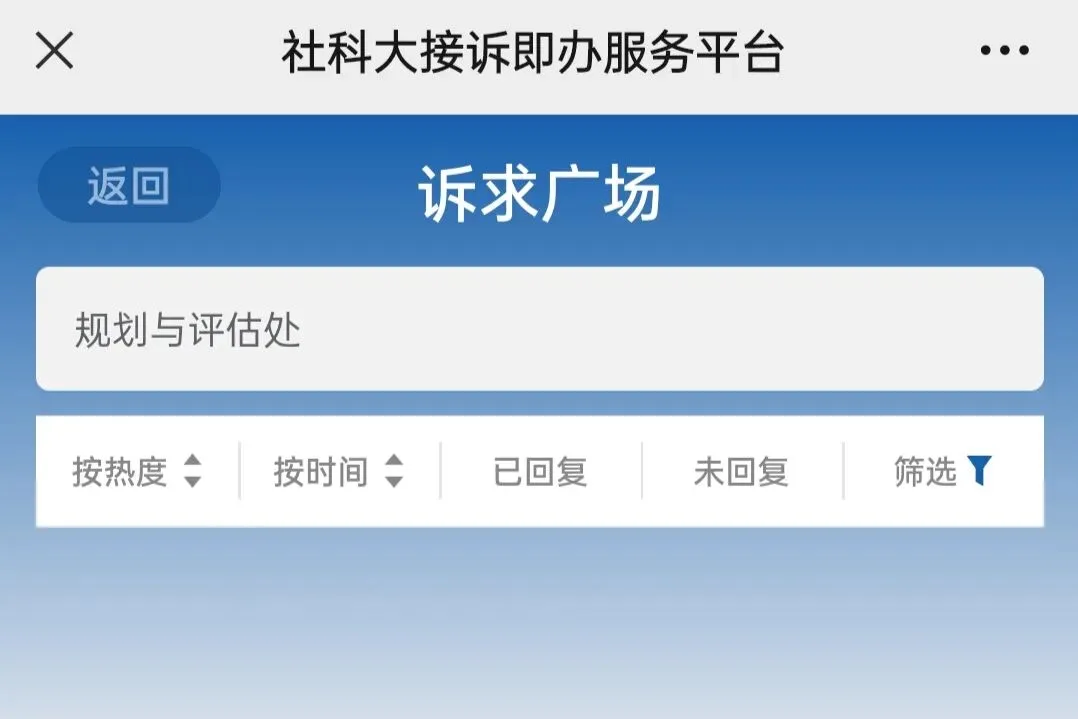 社科大接诉即办服务平台
返回
诉求广场
规划与评估处
按热度 按时间 已回复 未回复 筛选